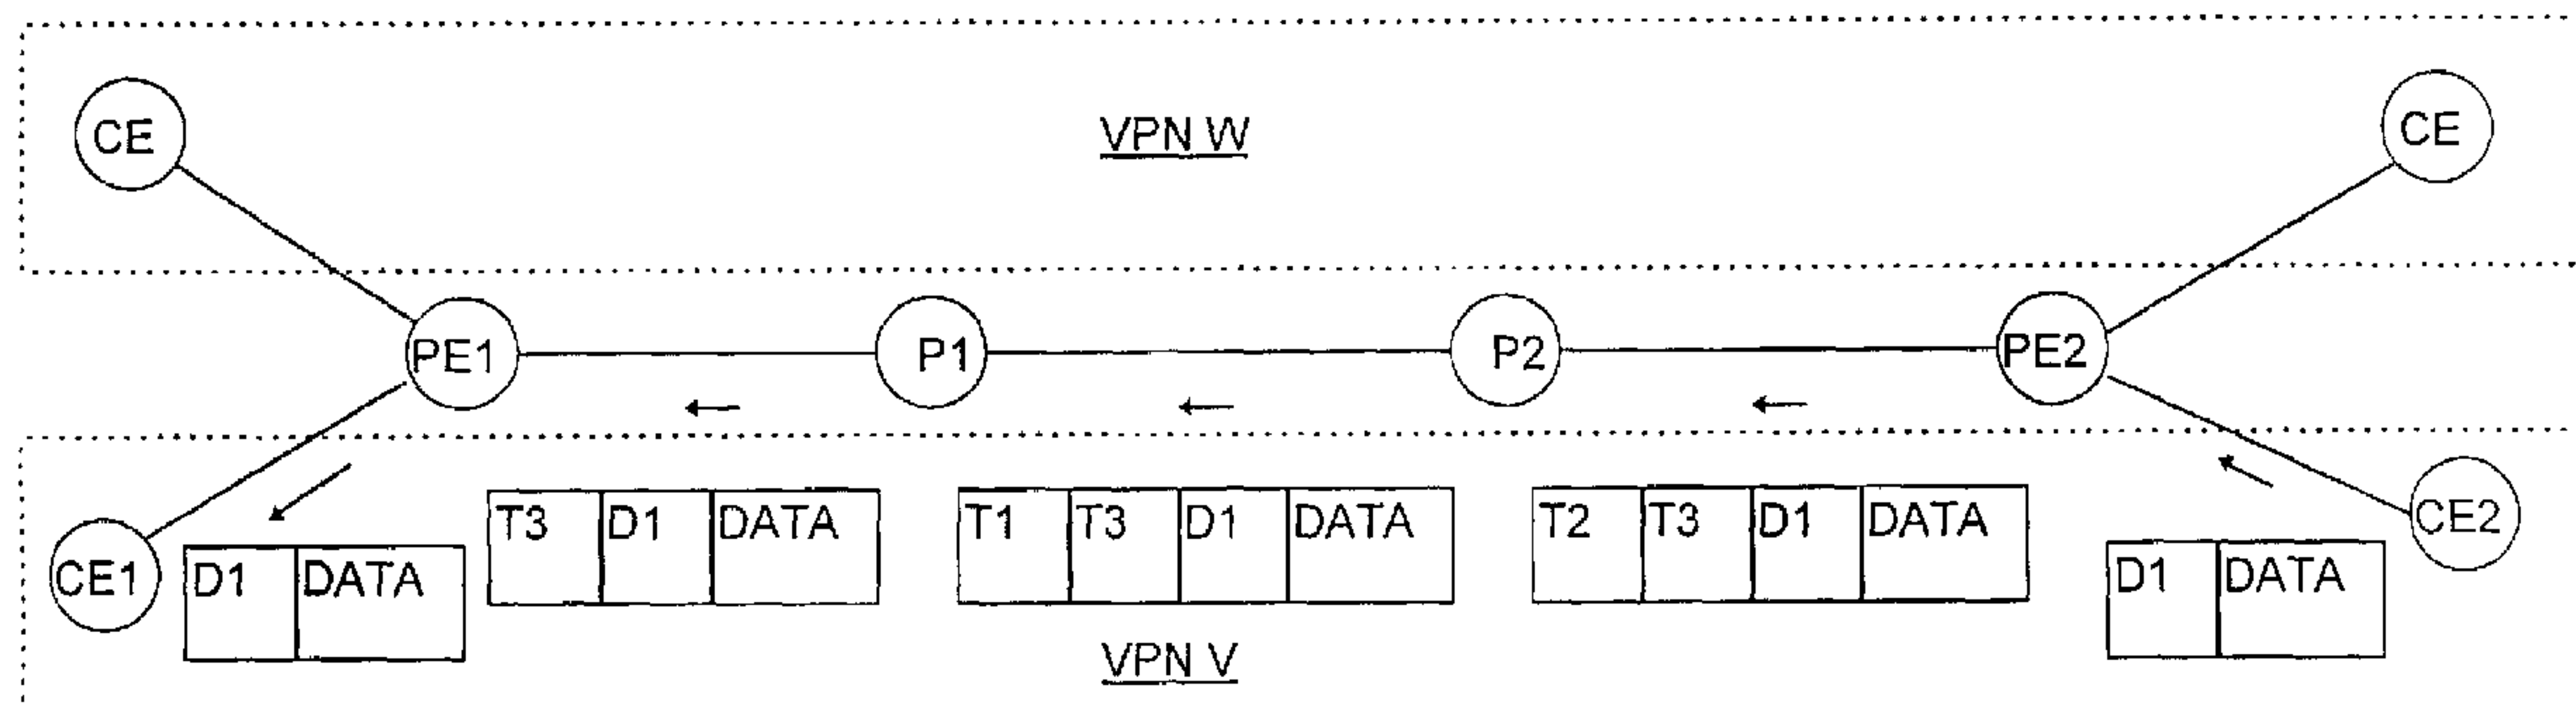 CE
VPN W
CE
PE1
P1
P2
PE2
CE1
D1 DATA
T3 D1 DATA
T1 T3 D1 DATA
T2 T3 D1 DATA
D1 DATA
CE2
VPN V